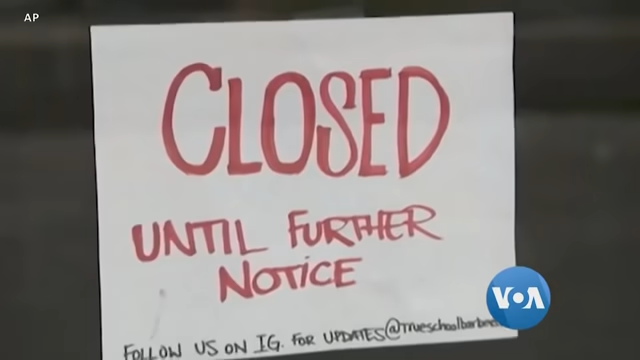 AP
CLOSED
UNTIL FURTHER
NOTICE
VOA
FOLLOW US ON IG. FOR UPDATES